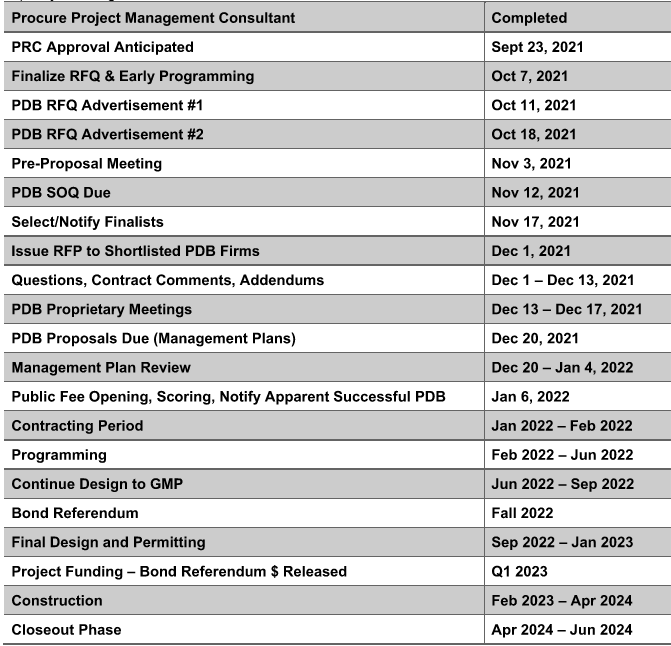 Procure Project Management Consultant Completed
PRC Approval Anticipated Sept 23, 2021
Finalize RFQ & Early Programming Oct 7, 2021
PDB RFQ Advertisement #1 Oct 11, 2021
PDB RFQ Advertisement #2 Oct 18, 2021
Pre-Proposal Meeting Nov 3, 2021
PDB SOQ Due Nov 12, 2021
Select/Notify Finalists Nov 17, 2021
Issue RFP to Shortlisted PDB Firms Dec 1, 2021
Questions, Contract Comments, Addendums Dec 1 – Dec 13, 2021
PDB Proprietary Meetings Dec 13 – Dec 17, 2021
PDB Proposals Due (Management Plans) Dec 20, 2021
Management Plan Review Dec 20 – Jan 4, 2022
Public Fee Opening, Scoring, Notify Apparent Successful PDB Jan 6, 2022
Contracting Period Jan 2022 – Feb 2022
Programming Feb 2022 – Jun 2022
Continue Design to GMP Jun 2022 – Sep 2022
Bond Referendum Fall 2022
Final Design and Permitting Sep 2022 – Jan 2023
Project Funding – Bond Referendum $ Released Q1 2023
Construction Feb 2023 – Apr 2024
Closeout Phase Apr 2024 – Jun 2024